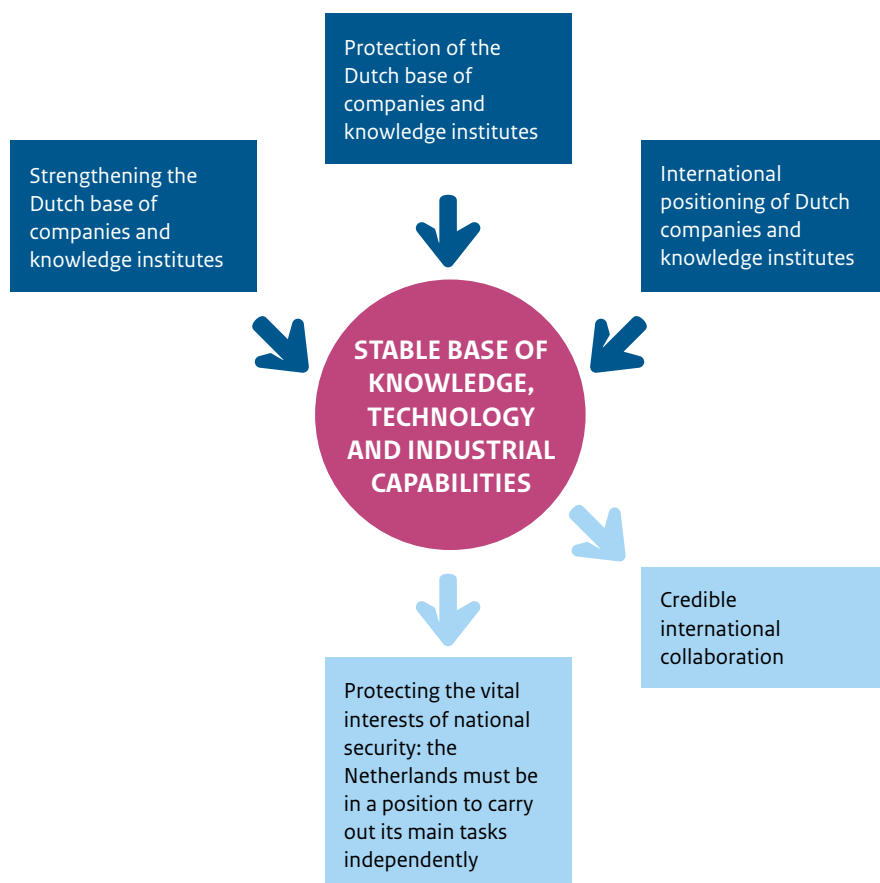 Protection of the
Dutch base of
companies and
knowledge institutes
Strengthening the
Dutch base of
companies and
knowledge institutes
International
positioning of Dutch
companies and
knowledge institutes
STABLE BASE OF
KNOWLEDGE,
TECHNOLOGY
AND INDUSTRIAL
CAPABILITIES
Credible
international
collaboration
Protecting the vital
interests of national
security: the
Netherlands must be
in a position to carry
out its main tasks
independently